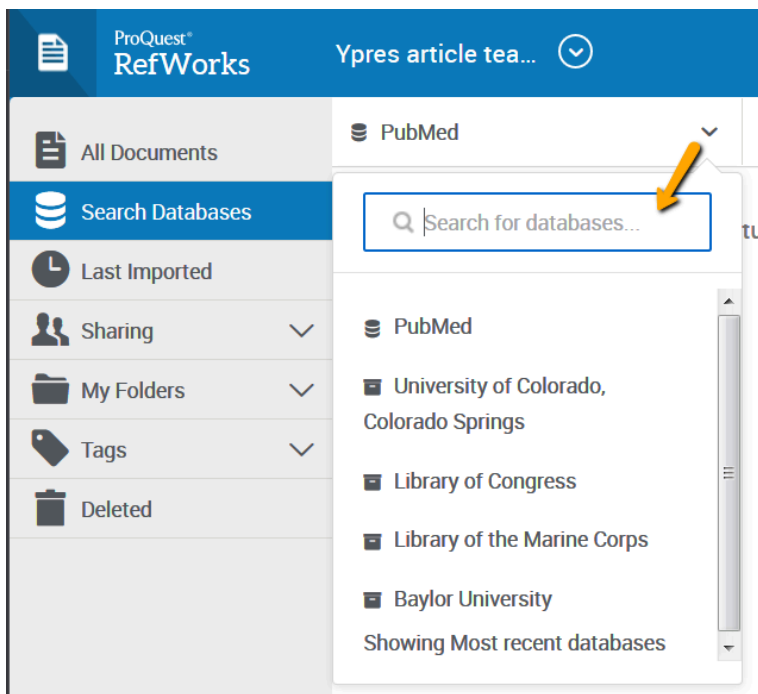 ProQuest®
RefWorks
Ypres article tea...
All Documents
Search Databases
Last Imported
Sharing
My Folders
Tags
Deleted
PubMed
Search for databases...
tu
PubMed
University of Colorado,
Colorado Springs
Library of Congress
Library of the Marine Corps
Baylor University
Showing Most recent databases